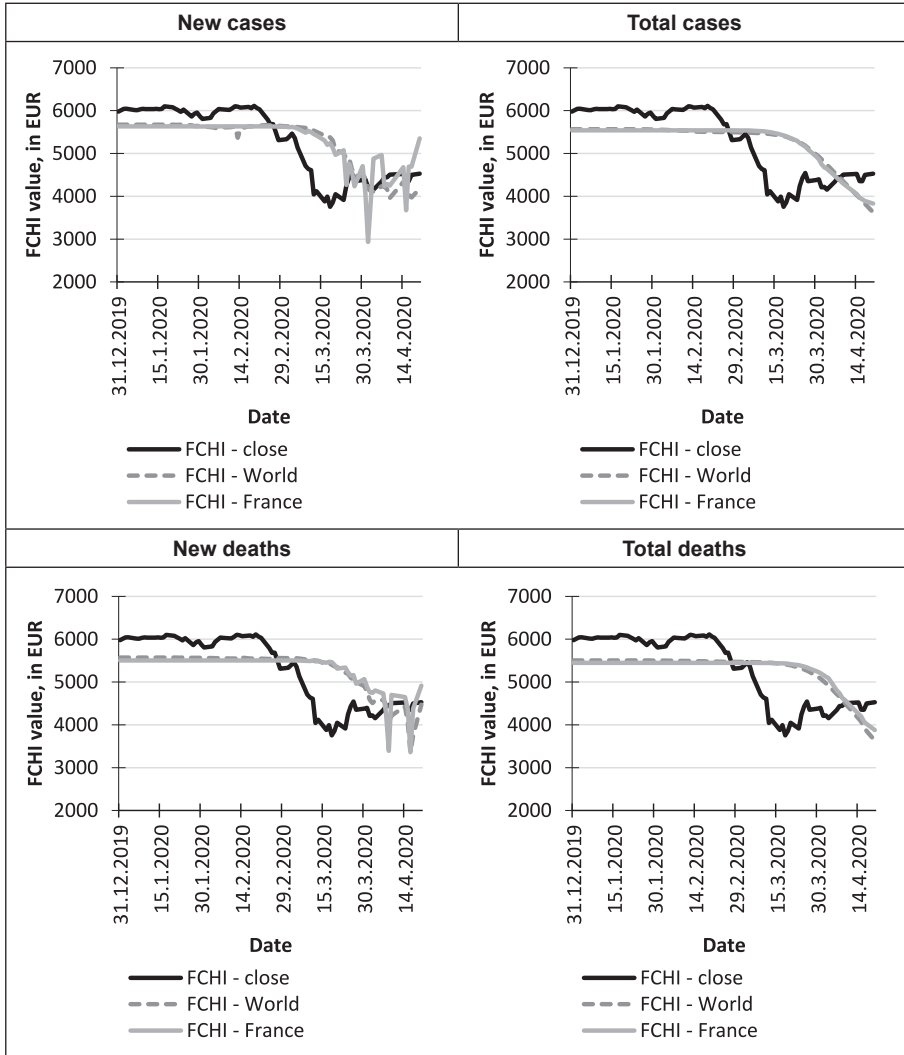 New cases
Total cases
FCHI value, in EUR
7000
6000
5000
4000
3000
2000
31.12.2019
15.1.2020
30.1.2020
14.2.2020
29.2.2020
15.3.2020
30.3.2020
14.4.2020
Date
FCHI - close
FCHI - World
FCHI - France
FCHI value, in EUR
7000
6000
5000
4000
3000
2000
31.12.2019
15.1.2020
30.1.2020
14.2.2020
29.2.2020
15.3.2020
30.3.2020
14.4.2020
Date
FCHI - close
FCHI - World
FCHI - France
New deaths
Total deaths
FCHI value, in EUR
7000
6000
5000
4000
3000
2000
31.12.2019
15.1.2020
30.1.2020
14.2.2020
29.2.2020
15.3.2020
30.3.2020
14.4.2020
Date
FCHI - close
FCHI - World
FCHI - France
FCHI value, in EUR
7000
6000
5000
4000
3000
2000
31.12.2019
15.1.2020
30.1.2020
14.2.2020
29.2.2020
15.3.2020
30.3.2020
14.4.2020
Date
FCHI - close
FCHI - World
FCHI - France